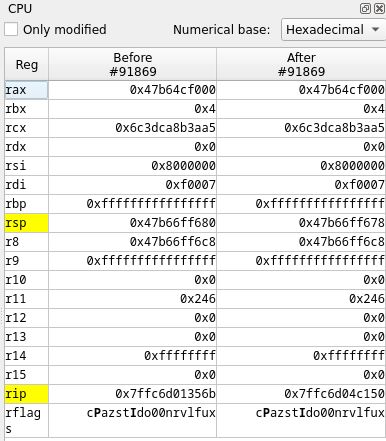 CPU
Only modified Numerical base: Hexadecimal
Reg Before #91869 After #91869
rax 0x47b64cf000 0x47b64cf000
rbx 0x4 0x4
rcx 0x6c3dca8b3aa5 0x6c3dca8b3aa5
rdx 0x0 0x0
rsi 0x8000000 0x8000000
rdi 0xf0007 0xf0007
rbp 0xffffffffffffffff 0xffffffffffffffff
rsp 0x47b66ff680 0x47b66ff678
r8 0x47b66ff6c8 0x47b66ff6c8
r9 0xffffffffffffffff 0xffffffffffffffff
r10 0x0 0x0
r11 0x246 0x246
r12 0x0 0x0
r13 0x0 0x0
r14 0xffffffff 0xffffffff
r15 0x0 0x0
rip 0x7ffc6d01356b 0x7ffc6d04c150
rflags cPazstIdo00nrvlfux cPazstIdo00nrvlfux